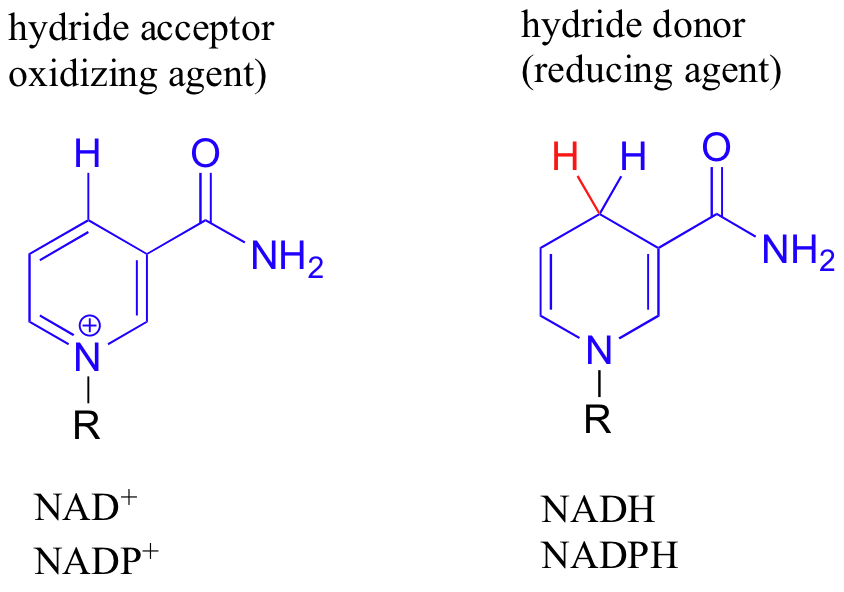 hydride acceptor
oxidizing agent)
hydride donor
(reducing agent)
H
O
NH₂
⊕
N
R
H H
O
NH₂
N
R
NAD⁺
NADP⁺
NADH
NADPH